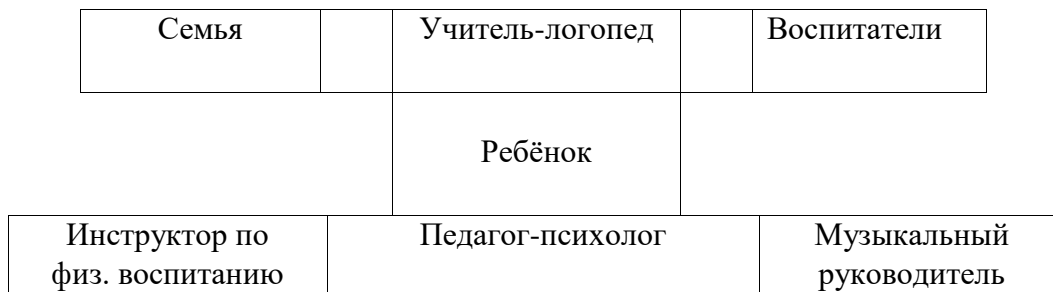 Семья Учитель-логопед Воспитатели
Ребёнок
Инструктор по физ. воспитанию Педагог-психолог Музыкальный руководитель